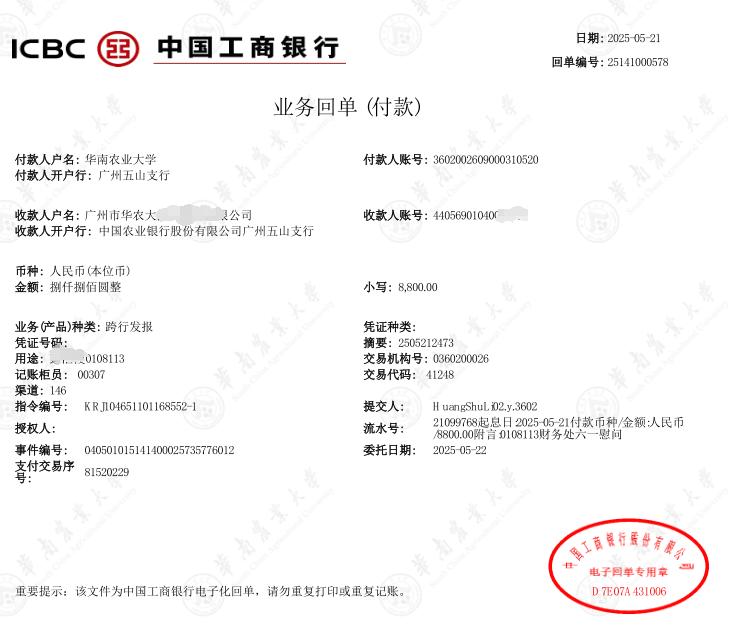 ICBC 中国工商银行
日期: 2025-05-21
回单编号: 25141000578
业务回单 (付款)
付款人户名: 华南农业大学 付款人账号: 3602002609000310520
付款人开户行: 广州五山支行
收款人户名: 广州市华农大 限公司 收款人账号: 44056901040
收款人开户行: 中国农业银行股份有限公司广州五山支行
币种: 人民币(本位币)
金额: 捌仟捌佰圆整 小写: 8,800.00
业务(产品)种类: 跨行发报 凭证种类:
凭证号码: 摘要: 2505212473
用途: 0108113 交易机构号: 0360200026
记账柜员: 00307 交易代码: 41248
渠道: 146
指令编号: KRJ104651101168552-1 提交人: HuangShuLi02.y.3602
授权人: 流水号: 21099768起息日:2025-05-21付款币种/金额:人民币
/8800.00附言:0108113财务处六一慰问
事件编号: 040501015141400025735776012 委托日期: 2025-05-22
支付交易序号: 81520229
中国工商银行股份有限公司
电子回单专用章
D7E07A431006
重要提示: 该文件为中国工商银行电子化回单，请勿重复打印或重复记账。
华南农业大学
South China Agricultural University